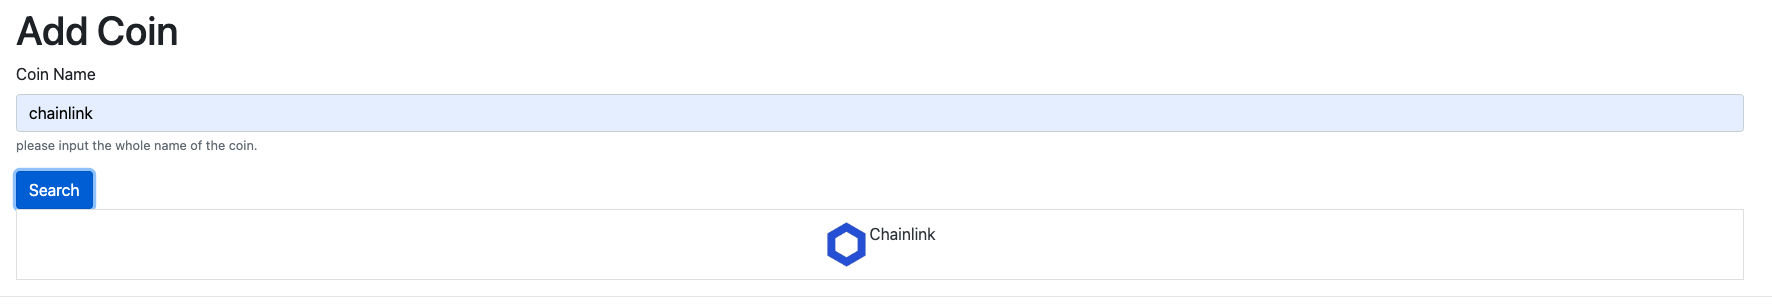 Add Coin
Coin Name
chainlink
please input the whole name of the coin.
Search
Chainlink